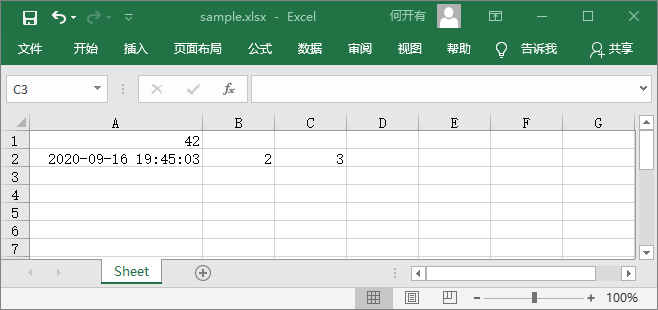 sample.xlsx - Excel 何开有
文件 开始 插入 页面布局 公式 数据 审阅 视图 帮助 告诉我 共享
C3 fx
A B C D E F G
1 42
2 2020-09-16 19:45:03 2 3
3
4
5
6
7
Sheet
100%